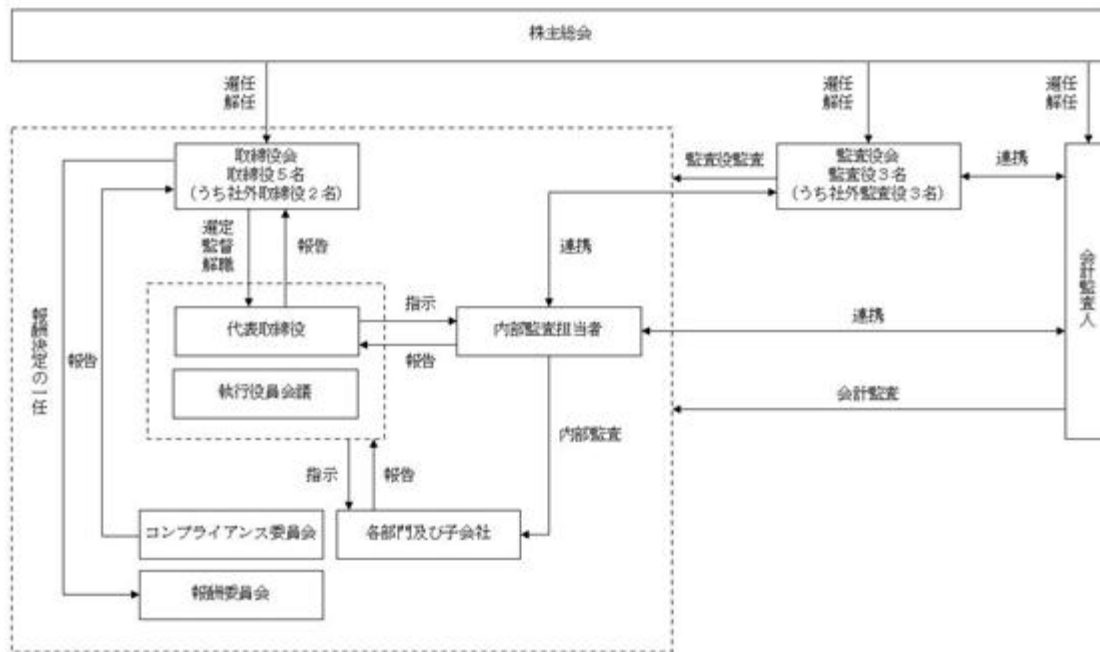 株主総会
選任
解任
選任
解任
選任
解任
取締役会
取締役5名
(うち社外取締役2名)
監査役監査
監査役会
監査役3名
(うち社外監査役3名)
連携
選定
監督
解職
報告
連携
会計監査人
代表取締役
指示
報告
内部監査担当者
連携
報酬決定の一任
報告
執行役員会議
会計監査
内部監査
指示
報告
コンプライアンス委員会
各部門及び子会社
報酬委員会